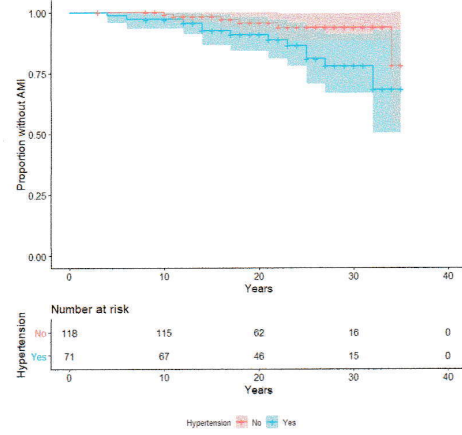 Proportion without AMI
1.00
0.75
0.50
0.25
0.00
0 10 20 30 40
Years
Number at risk
Hypertension
No 118 115 62 16 0
Yes 71 67 46 15 0
0 10 20 30 40
Years
Hypertension No Yes